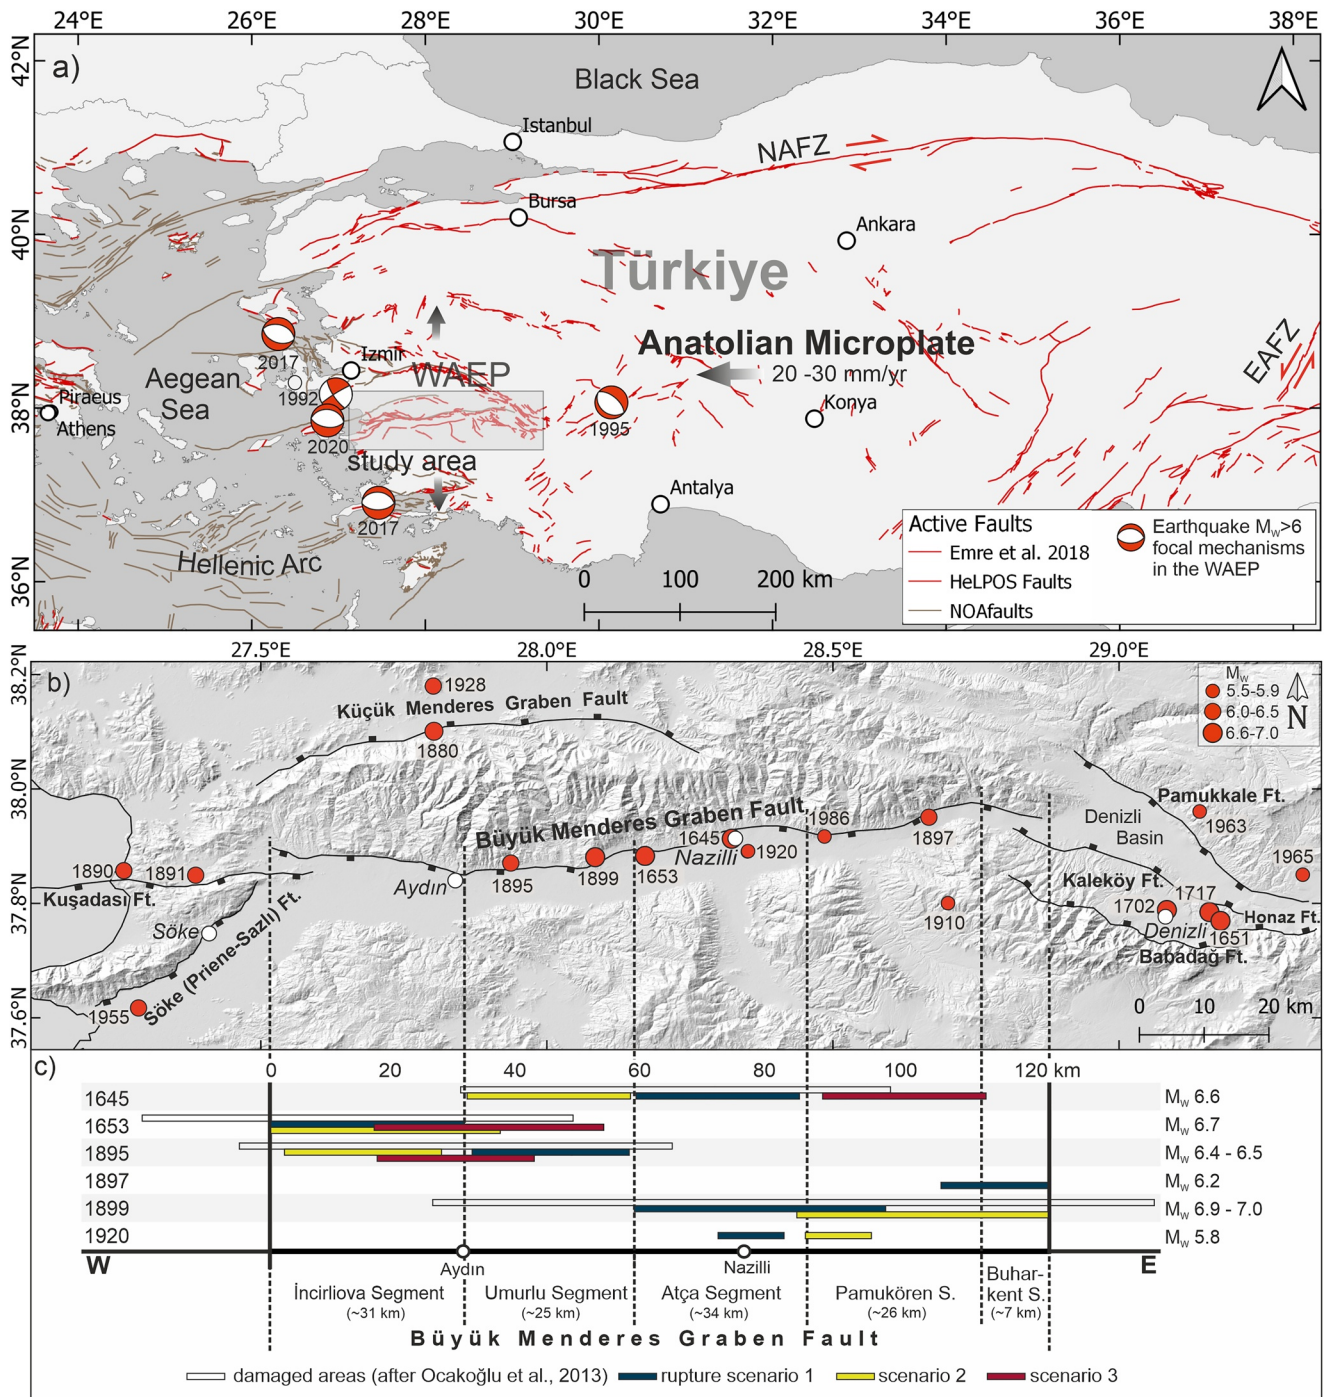 24°E 26°E 28°E 30°E 32°E 34°E 36°E 38°E
42°N
40°N
38°N
36°N
a)
Black Sea
Istanbul
NAFZ
Bursa
Ankara
Türkiye
Anatolian Microplate
20 -30 mm/yr
EAFZ
2017
Izmir
WAEP
Aegean
Sea
1992
Piraeus
Athens
2020
1995
Konya
study area
Antalya
2017
Hellenic Arc
0 100 200 km
Active Faults
Emre et al. 2018
HeLPOS Faults
NOAfaults
Earthquake Mw>6
focal mechanisms
in the WAEP
27.5°E 28.0°E 28.5°E 29.0°E
38.2°N
38.0°N
37.8°N
37.6°N
b)
1928
Küçük Menderes Graben Fault
1880
Mw
5.5-5.9
6.0-6.5
6.6-7.0
N
Büyük Menderes Graben Fault
1986
1897
1645
Nazilli
1920
1895
1899
1653
Aydın
1890
1891
Kuşadası Ft.
Söke
Söke (Priene-Sazlı) Ft.
1955
1910
Denizli
Basin
Pamukkale Ft.
1963
1965
Kaleköy Ft.
1717
1702
Denizli
1651
Honaz Ft.
Babadağ Ft.
0 10 20 km
c)
0 20 40 60 80 100 120 km
1645 Mw 6.6
1653 Mw 6.7
1895 Mw 6.4 - 6.5
1897 Mw 6.2
1899 Mw 6.9 - 7.0
1920 Mw 5.8
W E
Aydın Nazilli
İncirliova Segment
(~31 km)
Umurlu Segment
(~25 km)
Atça Segment
(~34 km)
Pamukören S.
(~26 km)
Buhar-
kent S.
(~7 km)
Büyük Menderes Graben Fault
damaged areas (after Ocakoğlu et al., 2013) rupture scenario 1 scenario 2 scenario 3